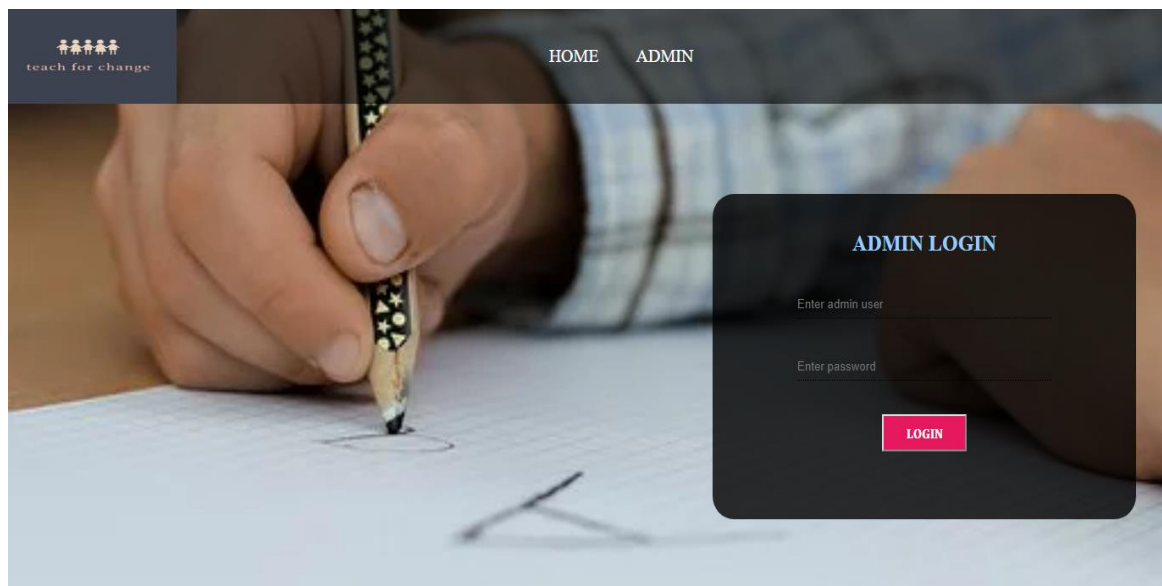 teach for change
HOME ADMIN
ADMIN LOGIN
Enter admin user
Enter password
LOGIN